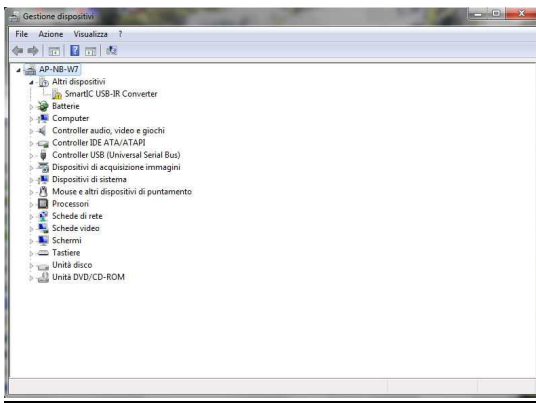 Gestione dispositivi
File Azione Visualizza ?
AP-NB-W7
Altri dispositivi
SmartIC USB-IR Converter
Batterie
Computer
Controller audio, video e giochi
Controller IDE ATA/ATAPI
Controller USB (Universal Serial Bus)
Dispositivi di acquisizione immagini
Dispositivi di sistema
Mouse e altri dispositivi di puntamento
Processori
Schede di rete
Schede video
Schermi
Tastiere
Unità disco
Unità DVD/CD-ROM